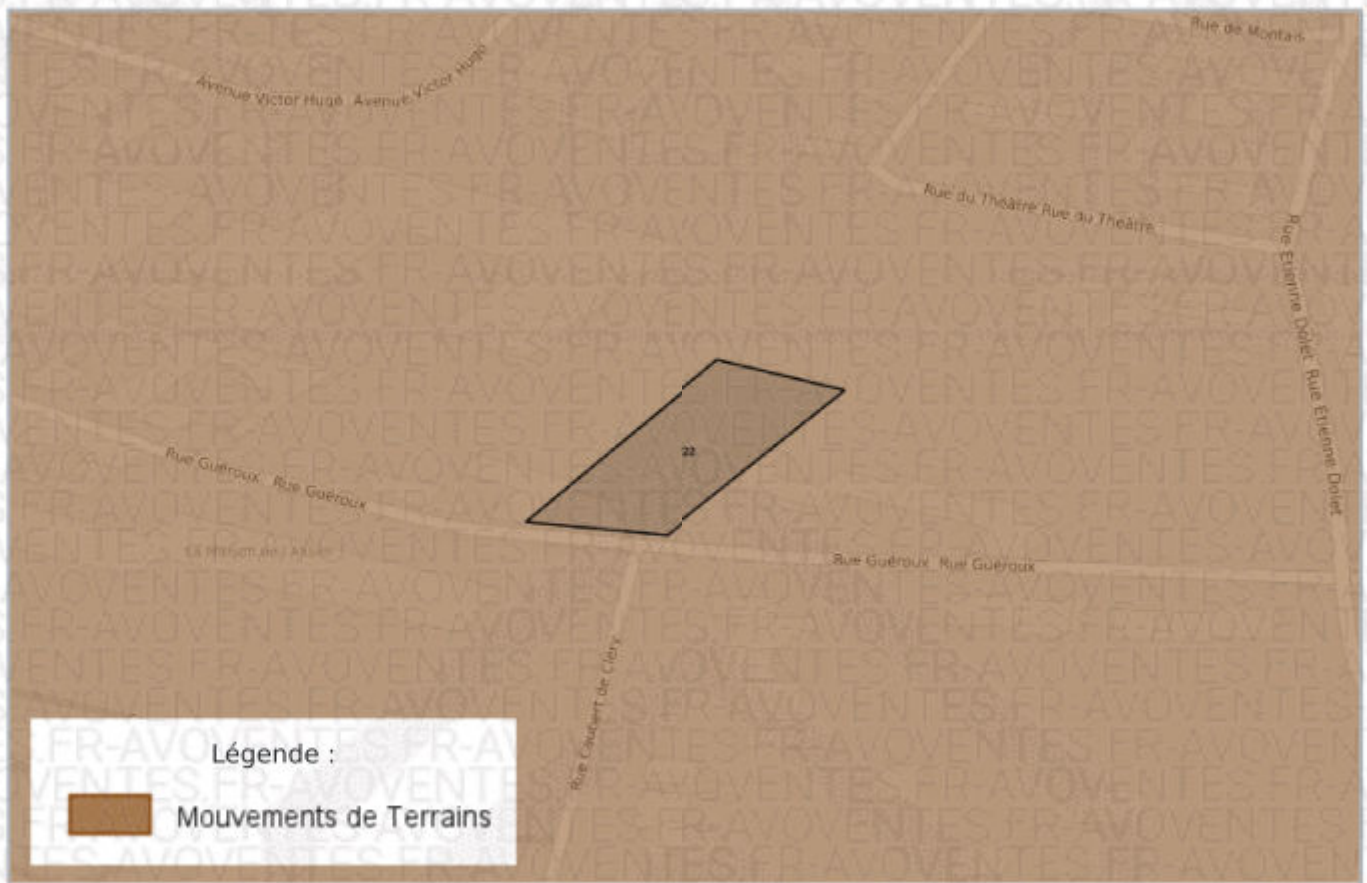 Rue de Montais
Avenue Victor Hugo Avenue Victor Hugo
Rue du Théâtre Rue du Théâtre
Rue Etienne Dolet Rue Etienne Dolet
22
Rue Guéroux Rue Guéroux
Rue Guéroux Rue Guéroux
Rue Caubert de Cléry
Légende :
Mouvements de Terrains